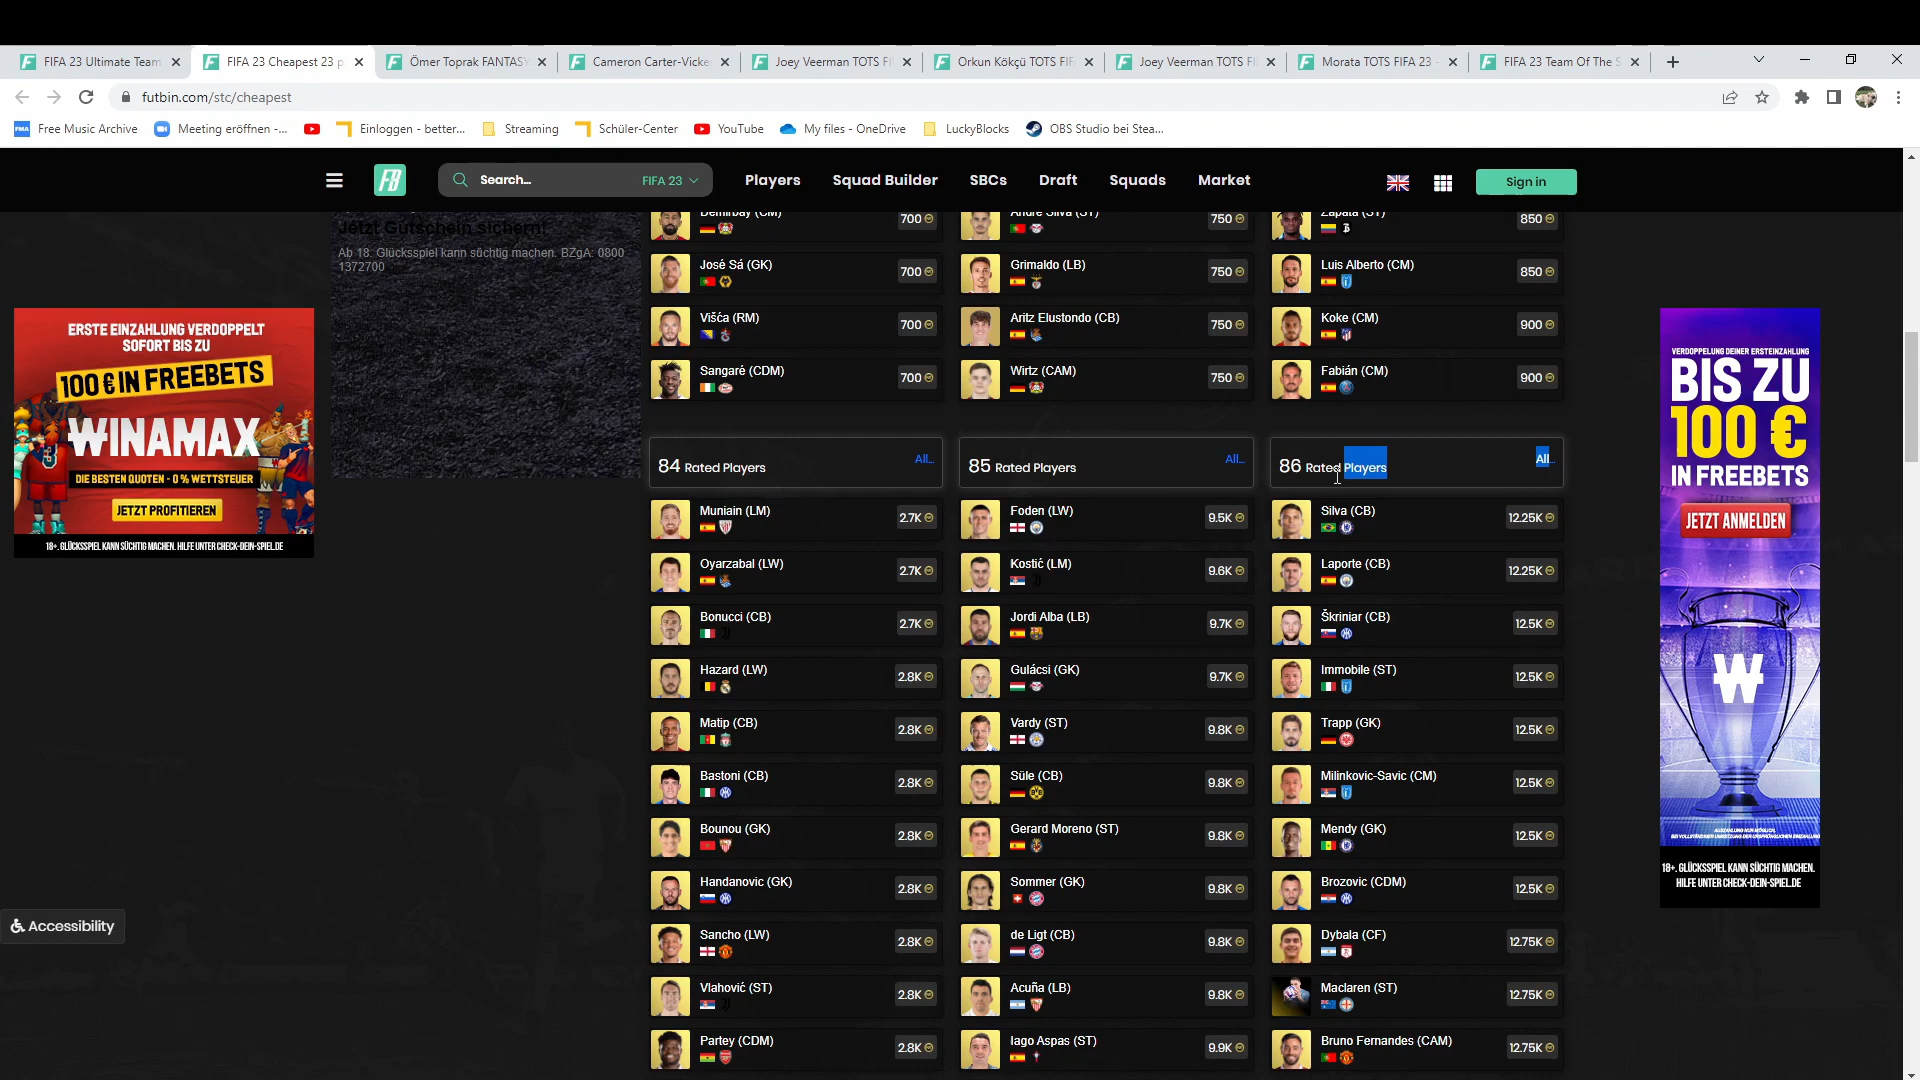 FIFA 23 Ultimate Team
FIFA 23 Cheapest 23 p
Ömer Toprak FANTASY
Cameron Carter-Vicke
Joey Veerman TOTS FI
Orkun Kökçü TOTS FIF
Joey Veerman TOTS FI
Morata TOTS FIFA 23 -
FIFA 23 Team Of The S
futbin.com/stc/cheapest
FMA Free Music Archive
Meeting eröffnen -...
Einloggen - better...
Streaming
Schüler-Center
YouTube
My files - OneDrive
LuckyBlocks
OBS Studio bei Stea...
FB
Search...
FIFA 23
Players
Squad Builder
SBCs
Draft
Squads
Market
Sign in
Jetzt Gutschein sichern!
Ab 18. Glücksspiel kann süchtig machen. BZgA: 0800
1372700
Demirbay (CM) 700
André Silva (ST) 750
Zapata (ST) 850
José Sá (GK) 700
Grimaldo (LB) 750
Luis Alberto (CM) 850
Višća (RM) 700
Aritz Elustondo (CB) 750
Koke (CM) 900
Sangaré (CDM) 700
Wirtz (CAM) 750
Fabián (CM) 900
84 Rated Players All...
85 Rated Players All...
86 Rated Players All...
Muniain (LM) 2.7K
Foden (LW) 9.5K
Silva (CB) 12.25K
Oyarzabal (LW) 2.7K
Kostić (LM) 9.6K
Laporte (CB) 12.25K
Bonucci (CB) 2.7K
Jordi Alba (LB) 9.7K
Škriniar (CB) 12.5K
Hazard (LW) 2.8K
Gulácsi (GK) 9.7K
Immobile (ST) 12.5K
Matip (CB) 2.8K
Vardy (ST) 9.8K
Trapp (GK) 12.5K
Bastoni (CB) 2.8K
Süle (CB) 9.8K
Milinkovic-Savic (CM) 12.5K
Bounou (GK) 2.8K
Gerard Moreno (ST) 9.8K
Mendy (GK) 12.5K
Handanovic (GK) 2.8K
Sommer (GK) 9.8K
Brozovic (CDM) 12.5K
Sancho (LW) 2.8K
de Ligt (CB) 9.8K
Dybala (CF) 12.75K
Vlahović (ST) 2.8K
Acuña (LB) 9.8K
Maclaren (ST) 12.75K
Partey (CDM) 2.8K
Iago Aspas (ST) 9.9K
Bruno Fernandes (CAM) 12.75K
ERSTE EINZAHLUNG VERDOPPELT
SOFORT BIS ZU
100 € IN FREEBETS
WINAMAX
DIE BESTEN QUOTEN - 0 % WETTSTEUER
JETZT PROFITIEREN
18+. GLÜCKSSPIEL KANN SÜCHTIG MACHEN. HILFE UNTER CHECK-DEIN-SPIEL.DE
Accessibility
VERDOPPELUNG DEINER ERSTEINZAHLUNG
BIS ZU
100 €
IN FREEBETS
JETZT ANMELDEN
W
18+. GLÜCKSSPIEL KANN SÜCHTIG MACHEN.
HILFE UNTER CHECK-DEIN-SPIEL.DE